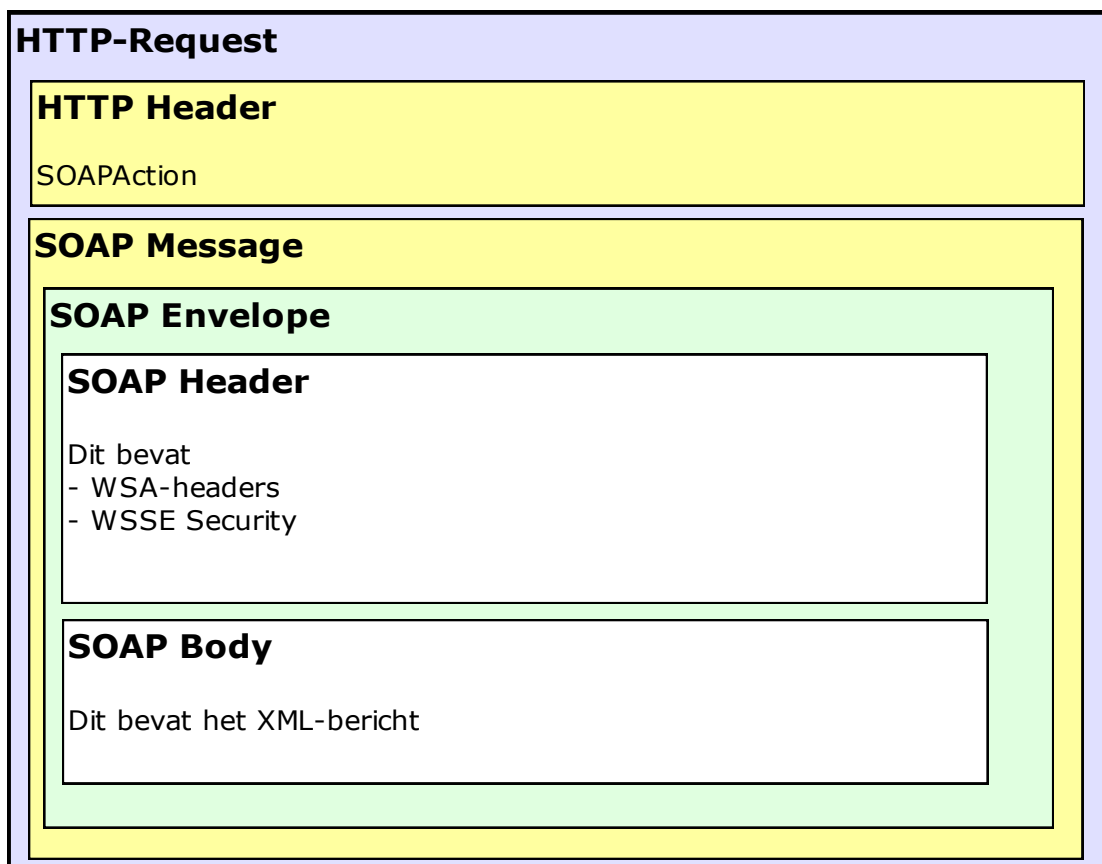 HTTP-Request
HTTP Header
SOAPAction
SOAP Message
SOAP Envelope
SOAP Header
Dit bevat
- WSA-headers
- WSSE Security
SOAP Body
Dit bevat het XML-bericht